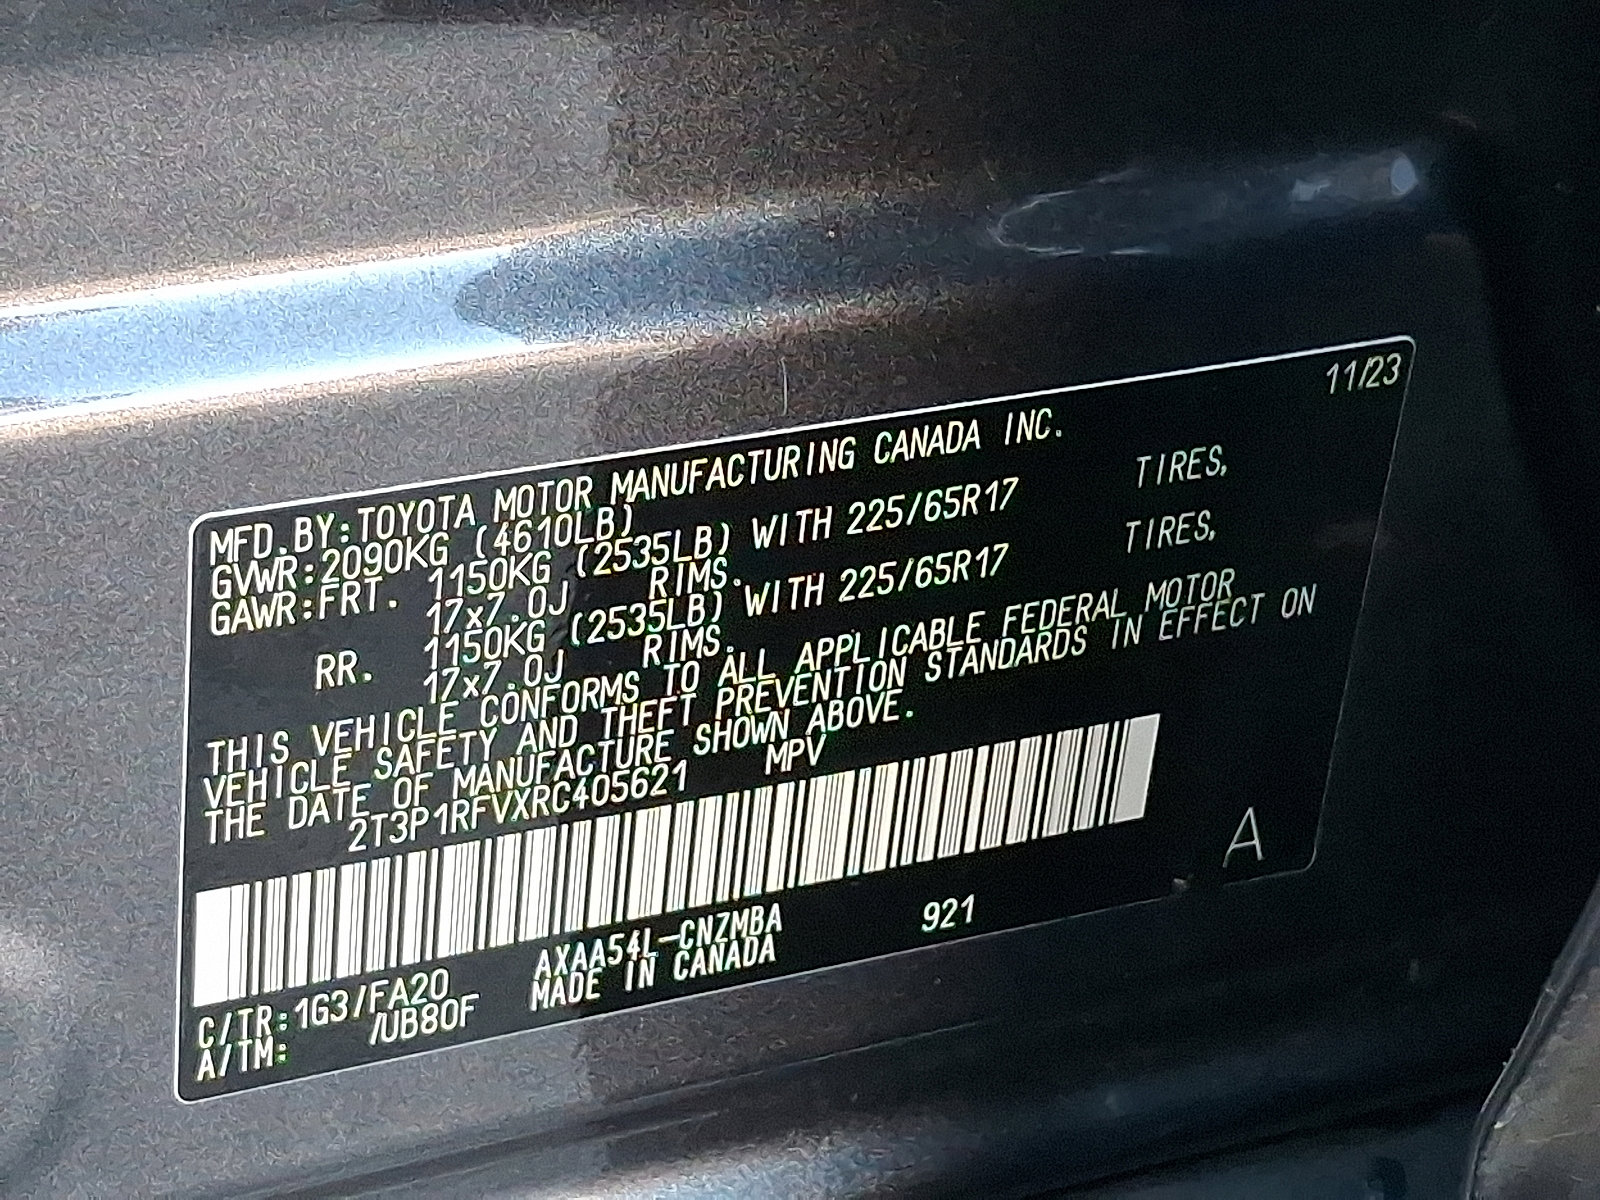 11/23
MFD.BY:TOYOTA MOTOR MANUFACTURING CANADA INC.
GVWR:2090KG (4610LB)
GAWR:FRT. 1150KG (2535LB) WITH 225/65R17 TIRES,
17x7.0J RIMS.
RR. 1150KG (2535LB) WITH 225/65R17 TIRES,
17x7.0J RIMS.
THIS VEHICLE CONFORMS TO ALL APPLICABLE FEDERAL MOTOR
VEHICLE SAFETY AND THEFT PREVENTION STANDARDS IN EFFECT ON
THE DATE OF MANUFACTURE SHOWN ABOVE.
2T3P1RFVXRC405621 MPV
A
C/TR:1G3/FA20 AXAA54L-CNZMBA 921
A/TM: /UB80F MADE IN CANADA